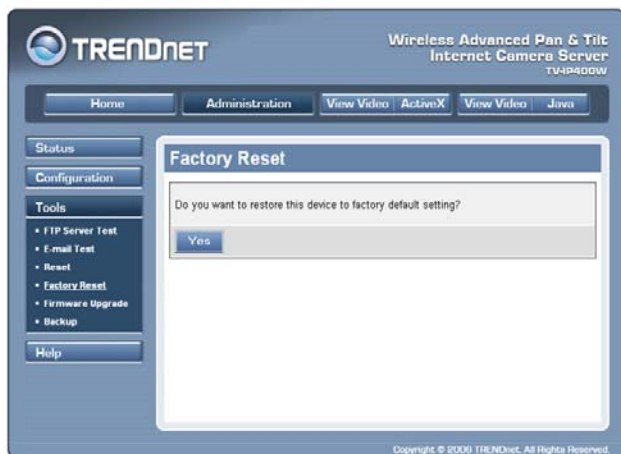 TRENDNET
Wireless Advanced Pan & Tilt
Internet Camera Server
TV-IP400W
Home Administration View Video ActiveX View Video Java
Status
Configuration
Tools
• FTP Server Test
• E-mail Test
• Reset
• Factory Reset
• Firmware Upgrade
• Backup
Help
Factory Reset
Do you want to restore this device to factory default setting?
Yes
Copyright © 2006 TRENDnet. All Rights Reserved.